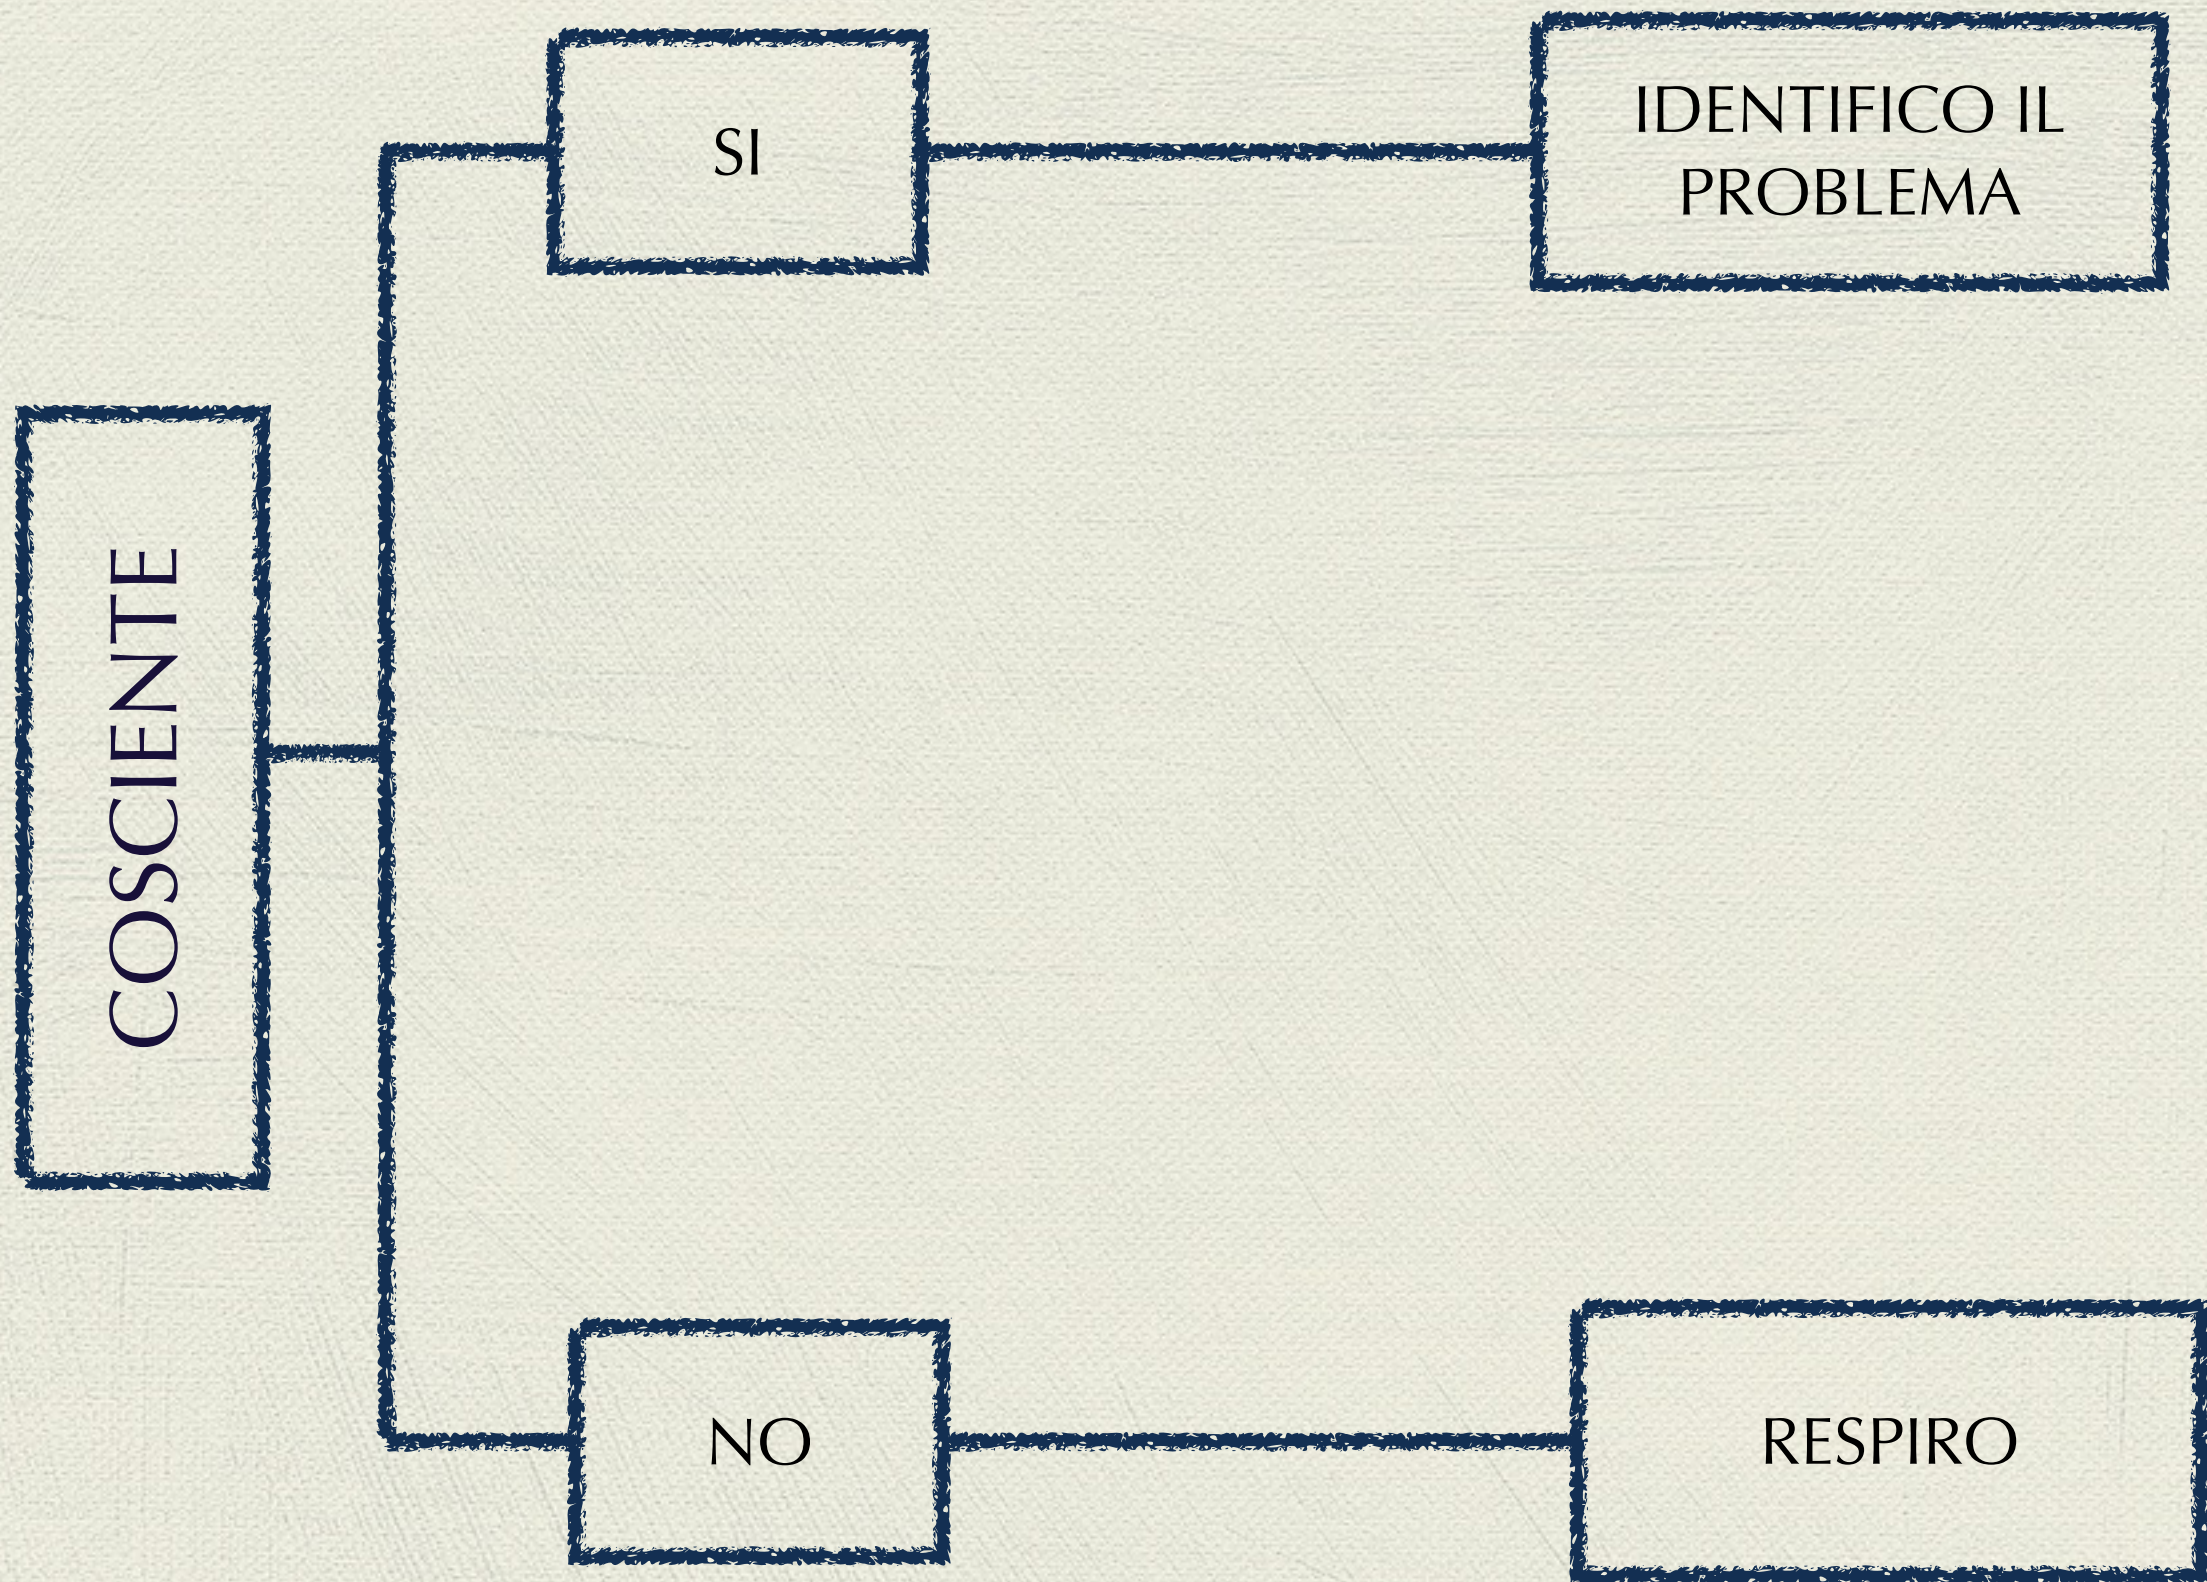 SI
IDENTIFICO IL
PROBLEMA
COSCIENTE
NO
RESPIRO